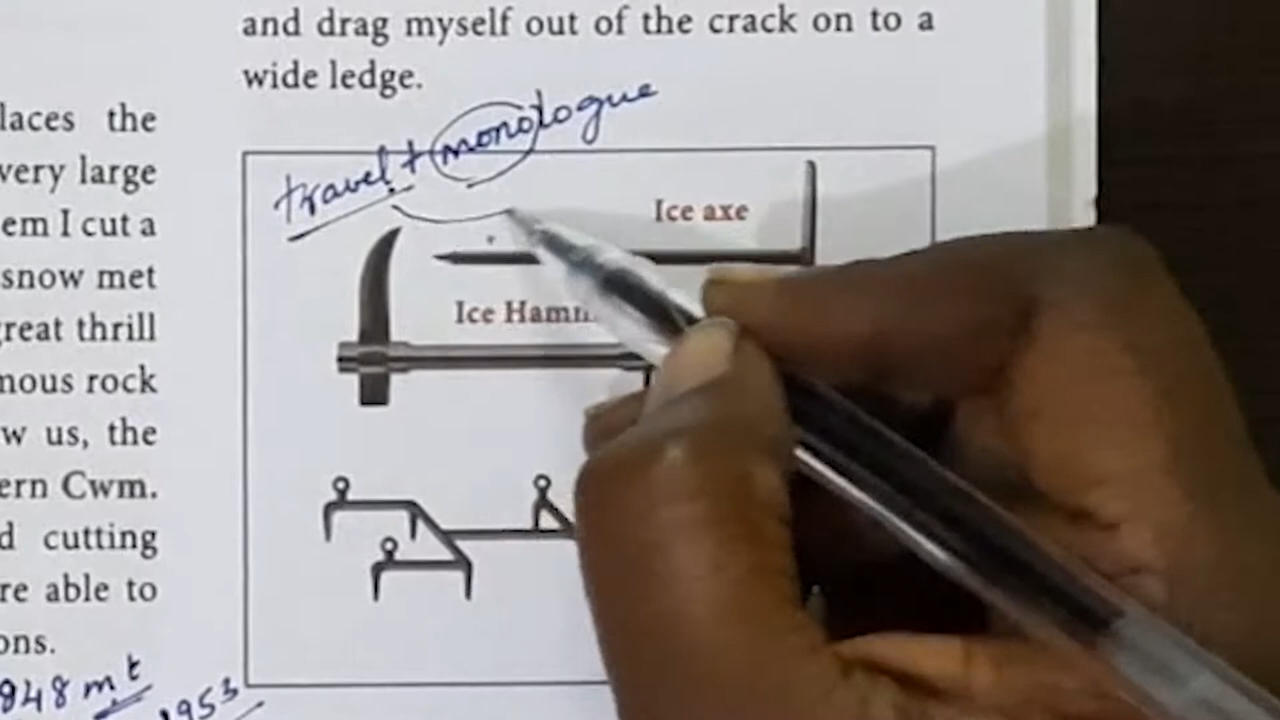 and drag myself out of the crack on to a
wide ledge.
laces the
very large
em I cut a
snow met
great thrill
mous rock
w us, the
ern Cwm.
d cutting
re able to
ons.
848 mt
1953
travel + monologue
Ice axe
Ice Hamm